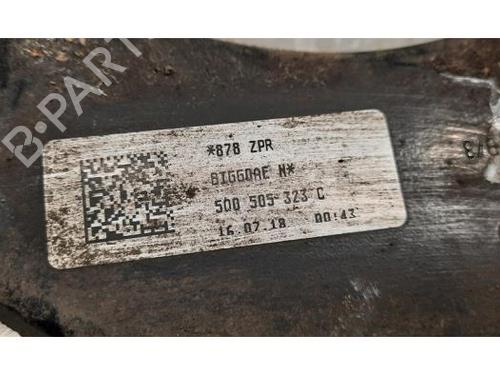 B-PARTS
*878 ZPR
BIGGDAE N*
5Q0 505 323 C
16.07.18 00:43